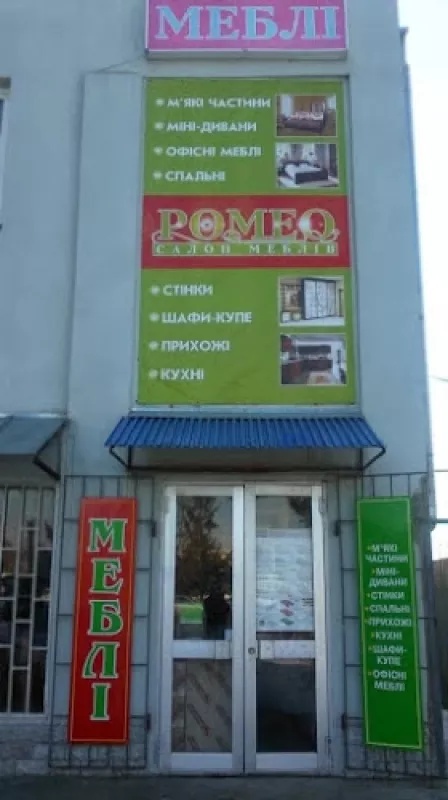 МЕБЛІ
М'ЯКІ ЧАСТИНИ
МІНІ-ДИВАНИ
ОФІСНІ МЕБЛІ
СПАЛЬНІ
РОМЕО
САЛОН МЕБЛІВ
СТІНКИ
ШАФИ-КУПЕ
ПРИХОЖІ
КУХНІ
МЕБЛІ
М'ЯКІ
ЧАСТИНИ
МІНІ-
ДИВАНИ
СТІНКИ
СПАЛЬНІ
ПРИХОЖІ
КУХНІ
ШАФИ-
КУПЕ
ОФІСНІ
МЕБЛІ